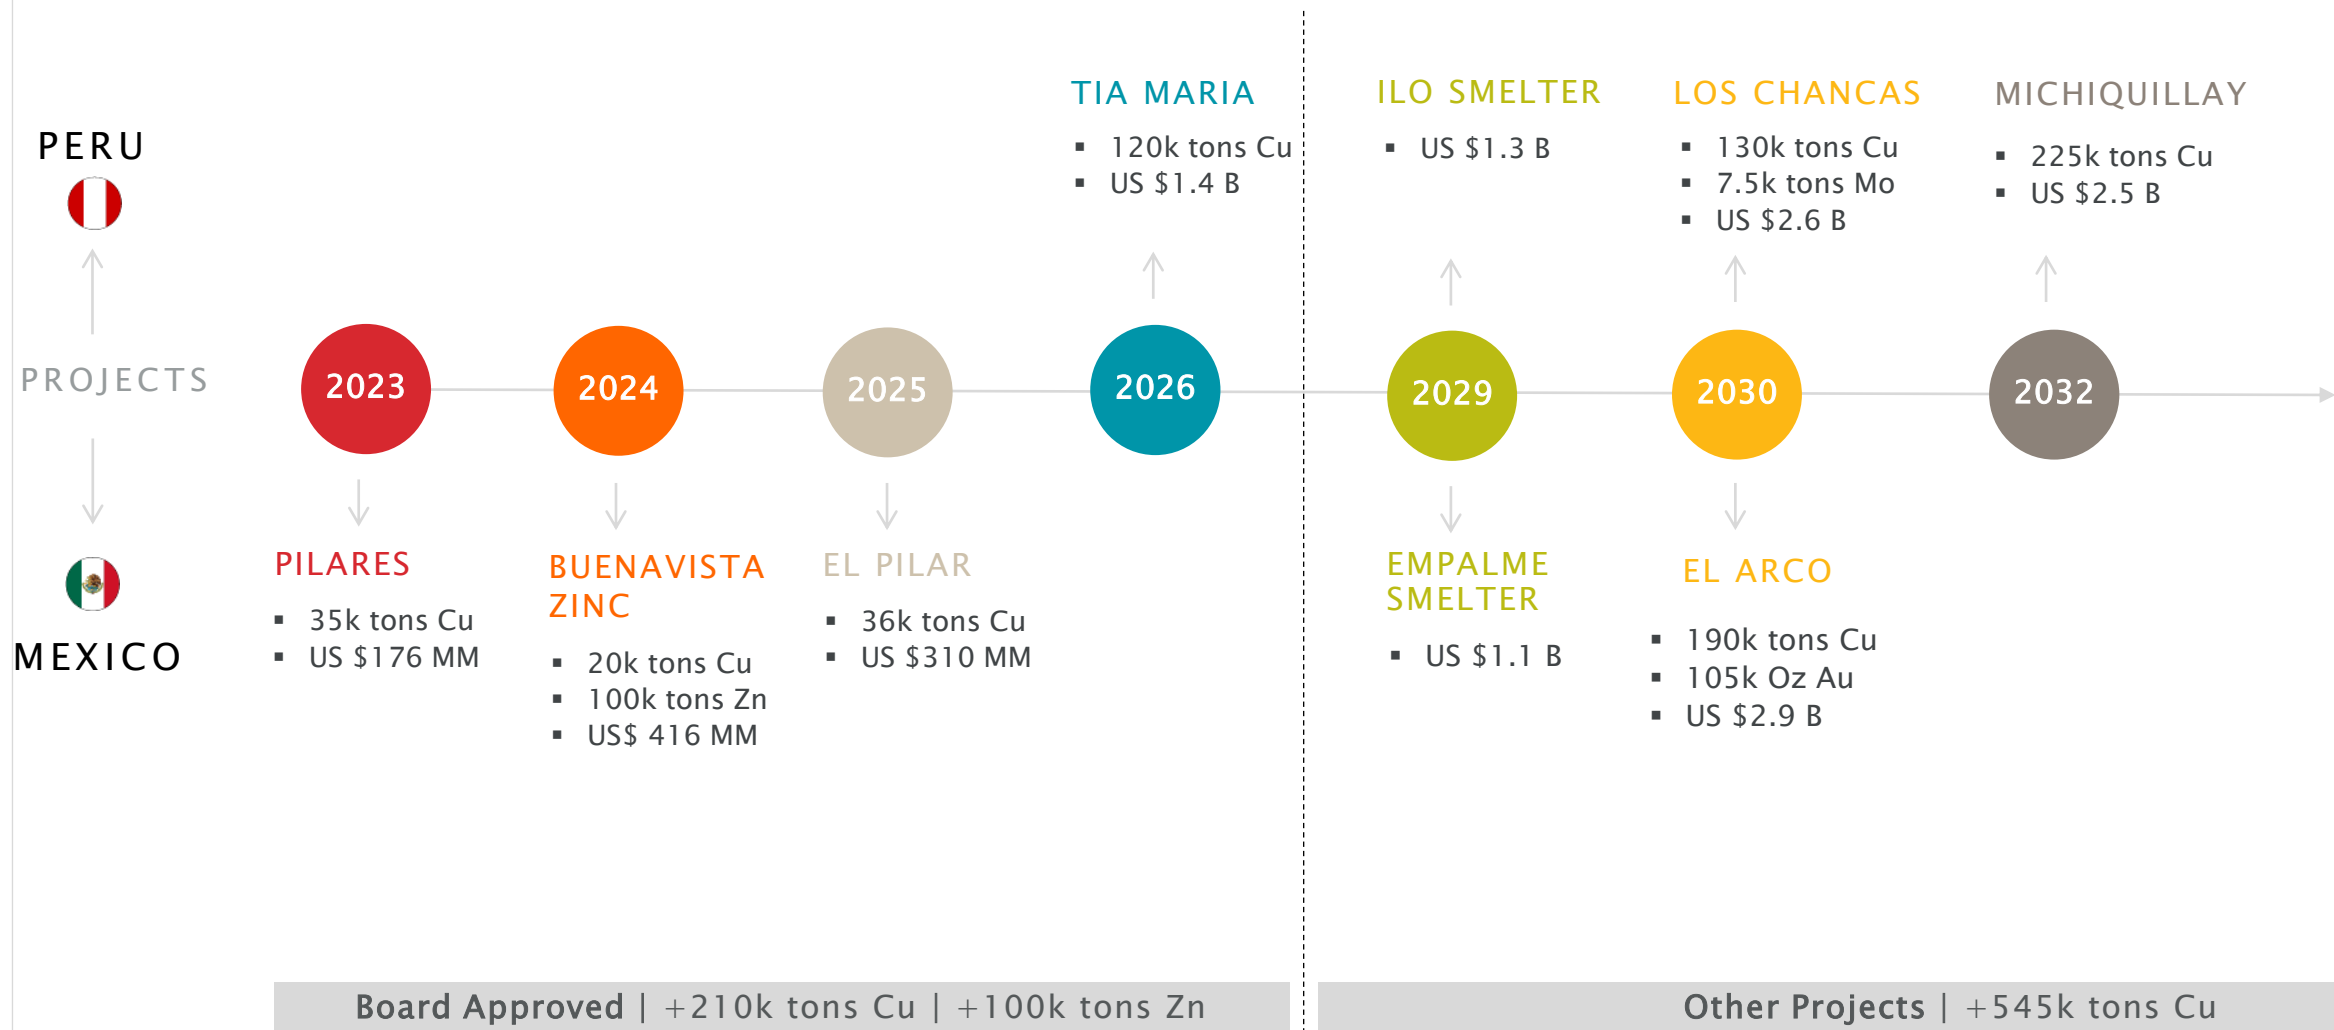 PERU
PROJECTS
MEXICO
TIA MARIA
▪ 120k tons Cu
▪ US $1.4 B
ILO SMELTER
▪ US $1.3 B
LOS CHANCAS
▪ 130k tons Cu
▪ 7.5k tons Mo
▪ US $2.6 B
MICHIQUILLAY
▪ 225k tons Cu
▪ US $2.5 B
2023
2024
2025
2026
2029
2030
2032
PILARES
▪ 35k tons Cu
▪ US $176 MM
BUENAVISTA
ZINC
▪ 20k tons Cu
▪ 100k tons Zn
▪ US$ 416 MM
EL PILAR
▪ 36k tons Cu
▪ US $310 MM
EMPALME
SMELTER
▪ US $1.1 B
EL ARCO
▪ 190k tons Cu
▪ 105k Oz Au
▪ US $2.9 B
Board Approved | +210k tons Cu | +100k tons Zn
Other Projects | +545k tons Cu